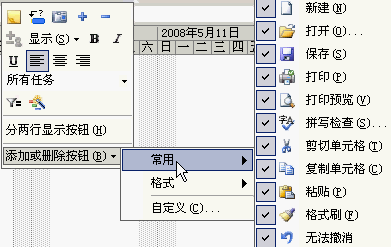 显示(S)
B I
U
所有任务
Y=
分两行显示按钮(H)
添加或删除按钮(R)
2008年5月11日
六 日 一 二 三 四 五
常用
格式
自定义(C)...
新建(N)
打开(O)...
保存(S)
打印(P)
打印预览(V)
拼写检查(S)...
剪切单元格(T)
复制单元格(C)
粘贴(P)
格式刷(F)
无法撤消